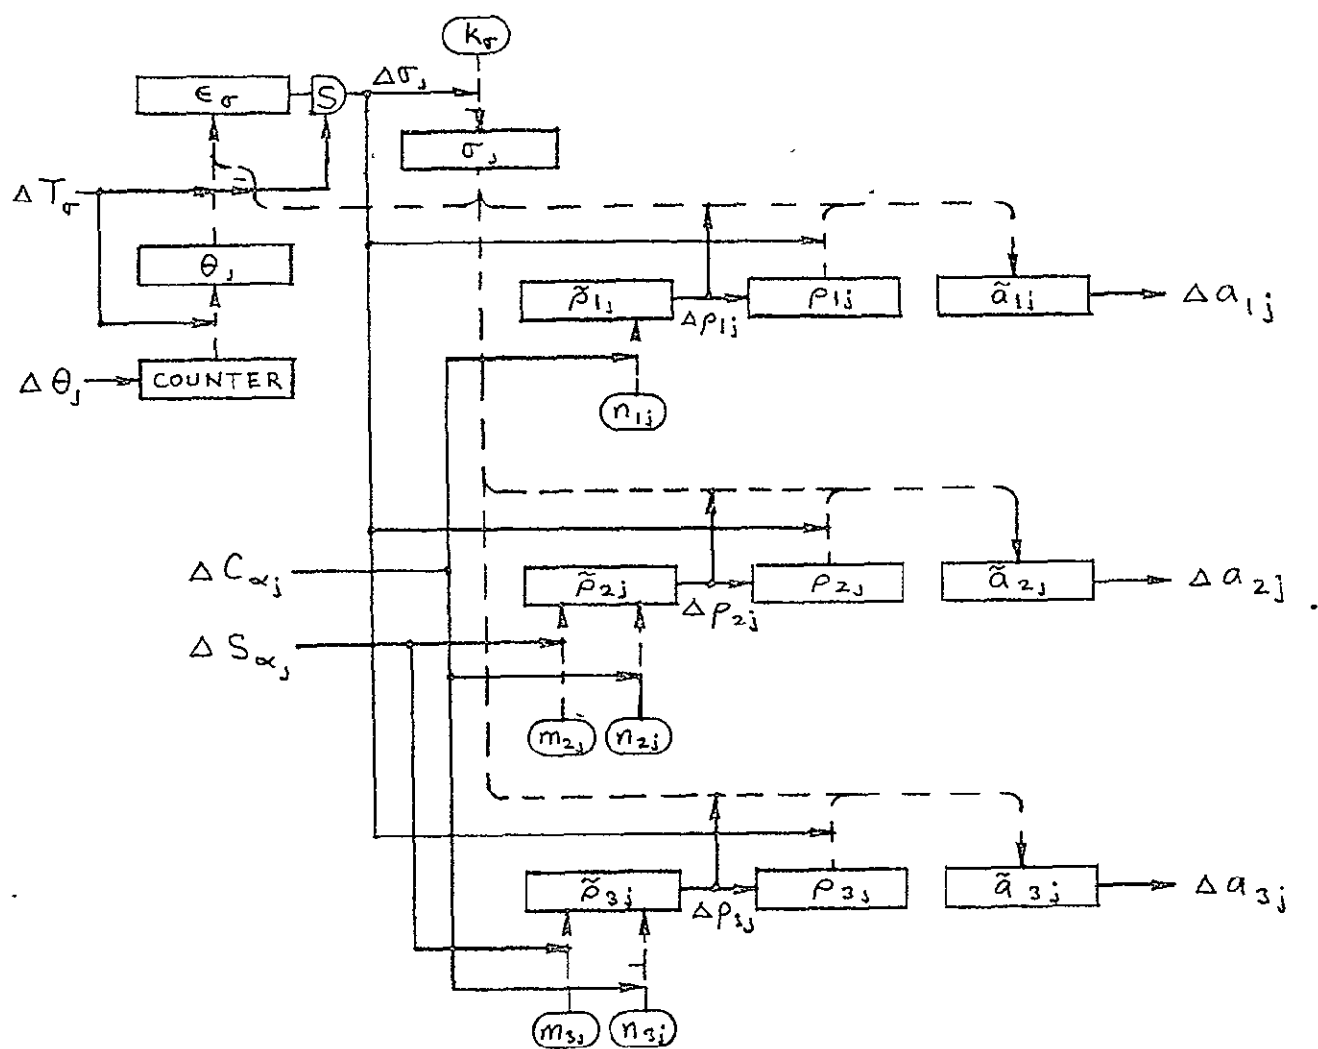 kσ
Δσj
εσ
S
σj
ΔTσ
θj
ρ̃1j
Δρ1j
ρ1j
ã1j
Δa1j
Δθj
COUNTER
n1j
ΔCαj
ρ̃2j
Δρ2j
ρ2j
ã2j
Δa2j
ΔSαj
m2j
n2j
ρ̃3j
Δρ3j
ρ3j
ã3j
Δa3j
m3j
n3j